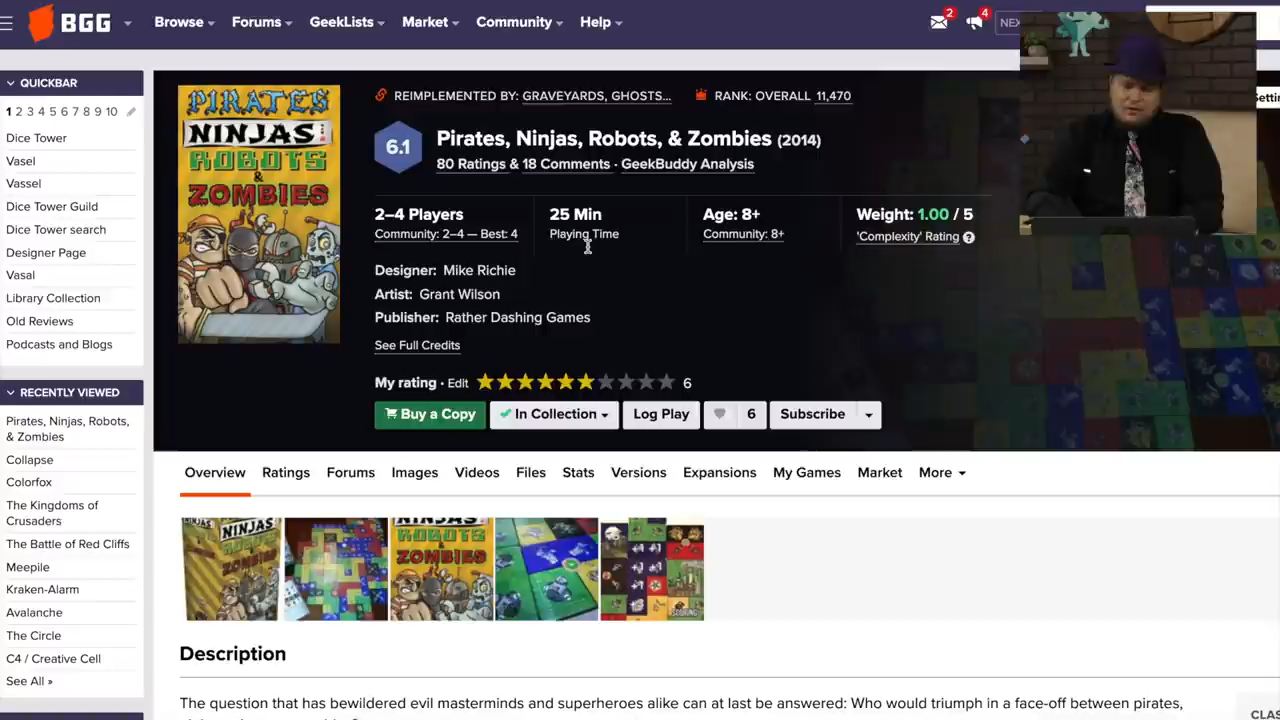 BGG
Browse
Forums
GeekLists
Market
Community
Help
2
4
NEX
QUICKBAR
1 2 3 4 5 6 7 8 9 10
Dice Tower
Vasel
Vassel
Dice Tower Guild
Dice Tower search
Designer Page
Vasal
Library Collection
Old Reviews
Podcasts and Blogs
RECENTLY VIEWED
Pirates, Ninjas, Robots,
& Zombies
Collapse
Colorfox
The Kingdoms of
Crusaders
The Battle of Red Cliffs
Meepile
Kraken-Alarm
Avalanche
The Circle
C4 / Creative Cell
See All »
PIRATES
NINJAS
ROBOTS
&
ZOMBIES
REIMPLEMENTED BY: GRAVEYARDS, GHOSTS...
RANK: OVERALL 11,470
6.1
Pirates, Ninjas, Robots, & Zombies (2014)
80 Ratings & 18 Comments · GeekBuddy Analysis
2–4 Players
Community: 2–4 — Best: 4
25 Min
Playing Time
Age: 8+
Community: 8+
Weight: 1.00 / 5
'Complexity' Rating
Designer: Mike Richie
Artist: Grant Wilson
Publisher: Rather Dashing Games
See Full Credits
My rating · Edit
6
Buy a Copy
In Collection
Log Play
6
Subscribe
Overview
Ratings
Forums
Images
Videos
Files
Stats
Versions
Expansions
My Games
Market
More
NINJAS
ROBOTS
&
ZOMBIES
Description
The question that has bewildered evil masterminds and superheroes alike can at last be answered: Who would triumph in a face-off between pirates,